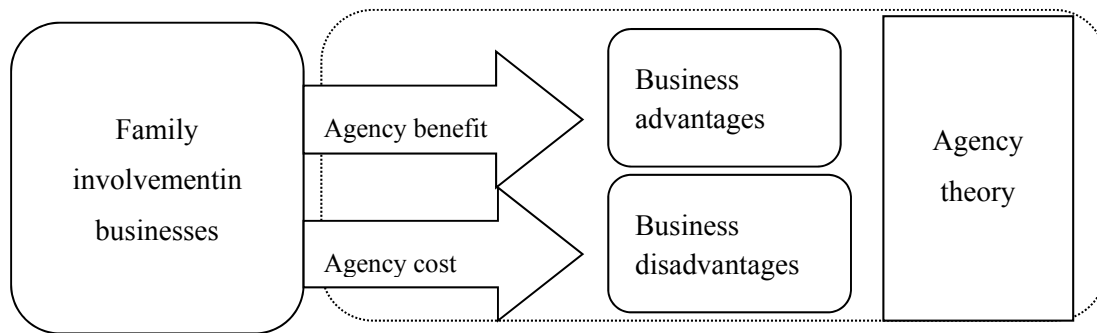 Family
involvementin
businesses
Agency benefit
Agency cost
Business
advantages
Business
disadvantages
Agency
theory